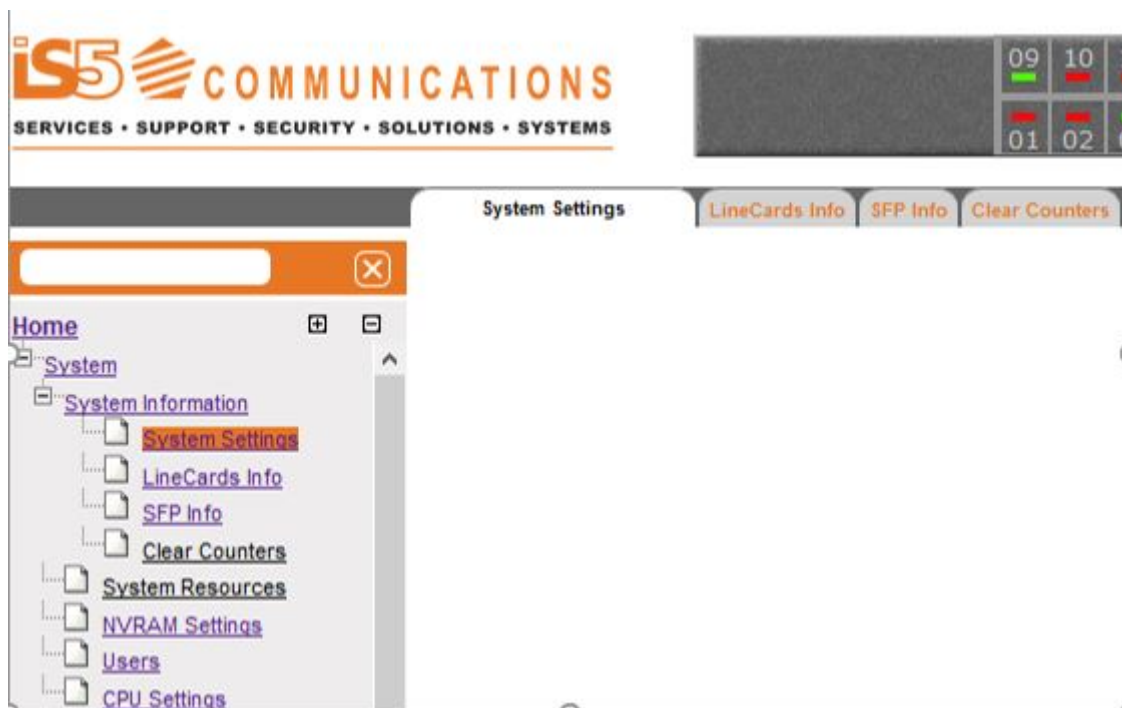 iS5 COMMUNICATIONS
SERVICES • SUPPORT • SECURITY • SOLUTIONS • SYSTEMS
09 10
01 02
System Settings LineCards Info SFP Info Clear Counters
Home
System
System Information
System Settings
LineCards Info
SFP Info
Clear Counters
System Resources
NVRAM Settings
Users
CPU Settings